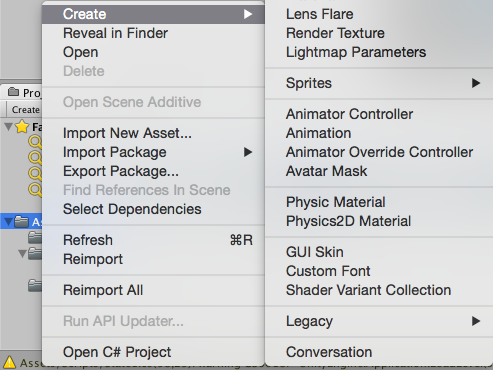 Create
Reveal in Finder
Open
Delete
Open Scene Additive
Import New Asset...
Import Package
Export Package...
Find References In Scene
Select Dependencies
Refresh ⌘R
Reimport
Reimport All
Run API Updater...
Open C# Project
Lens Flare
Render Texture
Lightmap Parameters
Sprites
Animator Controller
Animation
Animator Override Controller
Avatar Mask
Physic Material
Physics2D Material
GUI Skin
Custom Font
Shader Variant Collection
Legacy
Conversation
Create